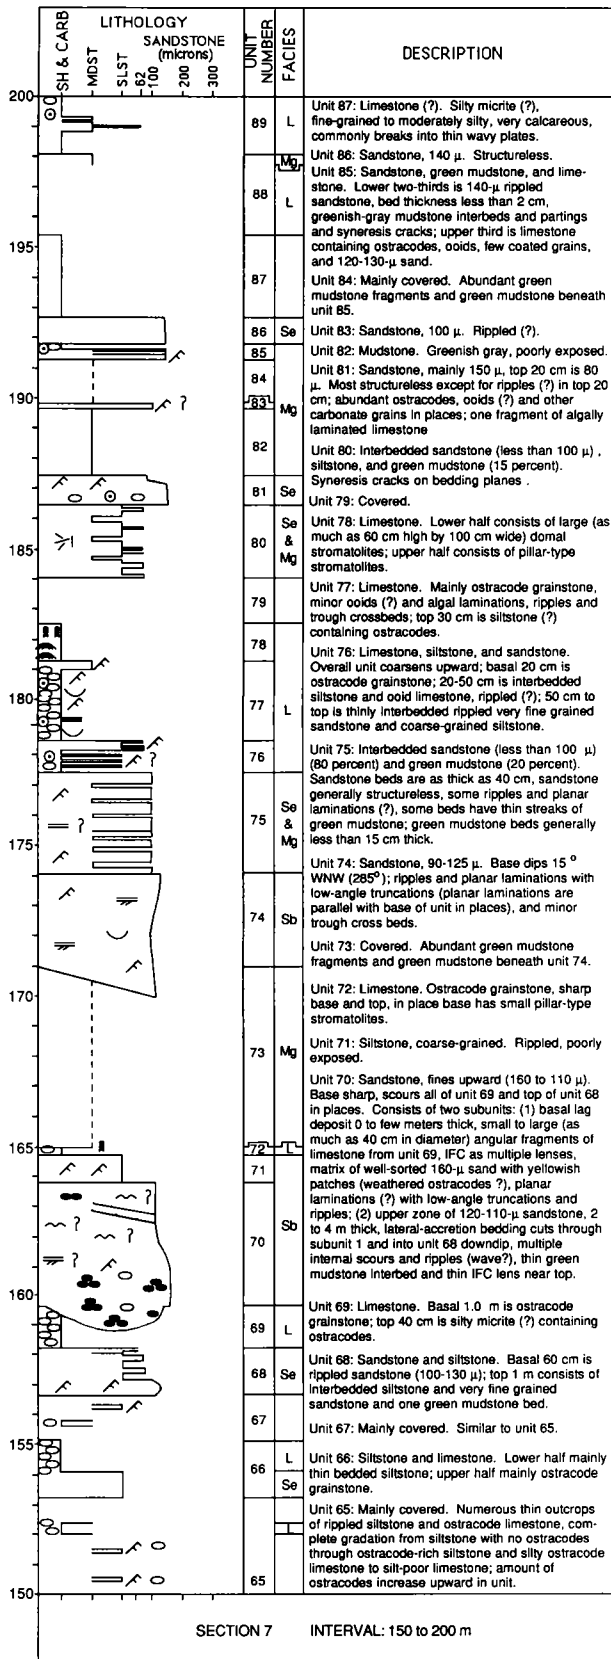 LITHOLOGY
SANDSTONE
(microns)
SH & CARB
MDST
SLST
62
100
200
300
UNIT
NUMBER
FACIES
DESCRIPTION
200
195
190
185
180
175
170
165
160
155
150
89 L
Mg
88
L
87
86 Se
85
84
83
Mg
82
81 Se
80
Se
&
Mg
79
78
77 L
76
75
Se
&
Mg
74 Sb
73 Mg
72 L
71
Sb
70
69 L
68 Se
67
66
L
Se
L
65
?
?
?
?
?
?
?
Unit 87: Limestone (?). Silty micrite (?),
fine-grained to moderately silty, very calcareous,
commonly breaks into thin wavy plates.
Unit 86: Sandstone, 140 μ. Structureless.
Unit 85: Sandstone, green mudstone, and lime-
stone. Lower two-thirds is 140-μ rippled
sandstone, bed thickness less than 2 cm,
greenish-gray mudstone interbeds and partings
and syneresis cracks; upper third is limestone
containing ostracodes, ooids, few coated grains,
and 120-130-μ sand.
Unit 84: Mainly covered. Abundant green
mudstone fragments and green mudstone beneath
unit 85.
Unit 83: Sandstone, 100 μ. Rippled (?).
Unit 82: Mudstone. Greenish gray, poorly exposed.
Unit 81: Sandstone, mainly 150 μ, top 20 cm is 80
μ. Most structureless except for ripples (?) in top 20
cm; abundant ostracodes, ooids (?) and other
carbonate grains in places; one fragment of algally
laminated limestone
Unit 80: Interbedded sandstone (less than 100 μ) ,
siltstone, and green mudstone (15 percent).
Syneresis cracks on bedding planes .
Unit 79: Covered.
Unit 78: Limestone. Lower half consists of large (as
much as 60 cm high by 100 cm wide) domal
stromatolites; upper half consists of pillar-type
stromatolites.
Unit 77: Limestone. Mainly ostracode grainstone,
minor ooids (?) and algal laminations, ripples and
trough crossbeds; top 30 cm is siltstone (?)
containing ostracodes.
Unit 76: Limestone, siltstone, and sandstone.
Overall unit coarsens upward; basal 20 cm is
ostracode grainstone; 20-50 cm is interbedded
siltstone and ooid limestone, rippled (?); 50 cm to
top is thinly interbedded rippled very fine grained
sandstone and coarse-grained siltstone.
Unit 75: Interbedded sandstone (less than 100 μ)
(80 percent) and green mudstone (20 percent).
Sandstone beds are as thick as 40 cm, sandstone
generally structureless, some ripples and planar
laminations (?), some beds have thin streaks of
green mudstone; green mudstone beds generally
less than 15 cm thick.
Unit 74: Sandstone, 90-125 μ. Base dips 15 °
WNW (285°); ripples and planar laminations with
low-angle truncations (planar laminations are
parallel with base of unit in places), and minor
trough cross beds.
Unit 73: Covered. Abundant green mudstone
fragments and green mudstone beneath unit 74.
Unit 72: Limestone. Ostracode grainstone, sharp
base and top, in place base has small pillar-type
stromatolites.
Unit 71: Siltstone, coarse-grained. Rippled, poorly
exposed.
Unit 70: Sandstone, fines upward (160 to 110 μ).
Base sharp, scours all of unit 69 and top of unit 68
in places. Consists of two subunits: (1) basal lag
deposit 0 to few meters thick, small to large (as
much as 40 cm in diameter) angular fragments of
limestone from unit 69, IFC as multiple lenses,
matrix of well-sorted 160-μ sand with yellowish
patches (weathered ostracodes ?), planar
laminations (?) with low-angle truncations and
ripples; (2) upper zone of 120-110-μ sandstone, 2
to 4 m thick, lateral-accretion bedding cuts through
subunit 1 and into unit 68 downdip, multiple
internal scours and ripples (wave?), thin green
mudstone interbed and thin IFC lens near top.
Unit 69: Limestone. Basal 1.0 m is ostracode
grainstone; top 40 cm is silty micrite (?) containing
ostracodes.
Unit 68: Sandstone and siltstone. Basal 60 cm is
rippled sandstone (100-130 μ); top 1 m consists of
interbedded siltstone and very fine grained
sandstone and one green mudstone bed.
Unit 67: Mainly covered. Similar to unit 65.
Unit 66: Siltstone and limestone. Lower half mainly
thin bedded siltstone; upper half mainly ostracode
grainstone.
Unit 65: Mainly covered. Numerous thin outcrops
of rippled siltstone and ostracode limestone, com-
plete gradation from siltstone with no ostracodes
through ostracode-rich siltstone and silty ostracode
limestone to silt-poor limestone; amount of
ostracodes increase upward in unit.
SECTION 7 INTERVAL: 150 to 200 m